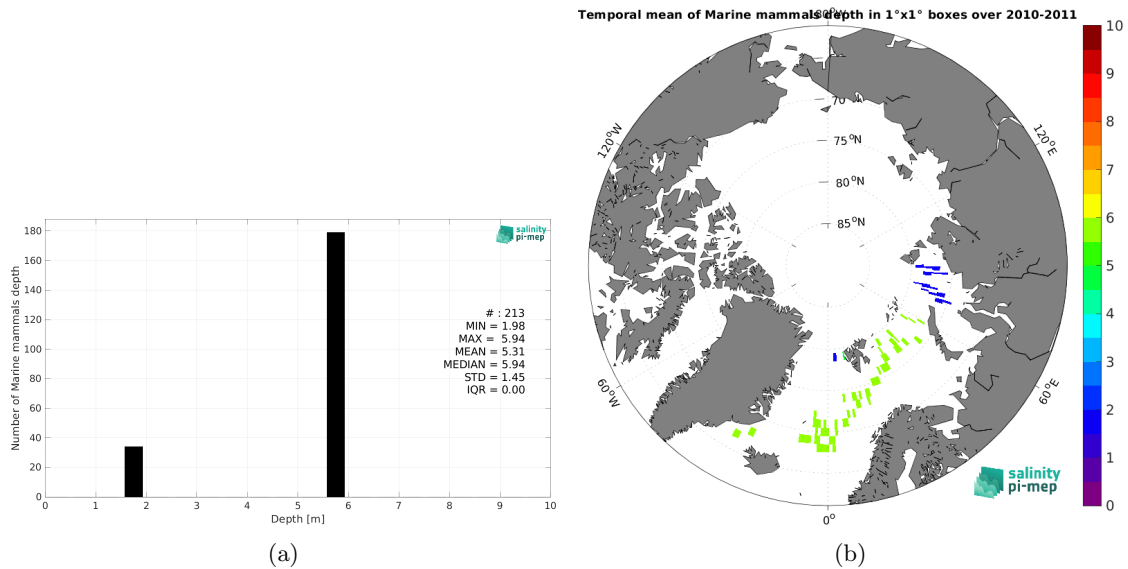 180°W
Temporal mean of Marine mammals depth in 1°x1° boxes over 2010-2011
70°N
75°N
80°N
85°N
120°W
120°E
60°W
60°E
0°
10
9
8
7
6
5
4
3
2
1
0
salinity
pi-mep
180
160
140
120
100
80
60
40
20
0
Number of Marine mammals depth
salinity
pi-mep
# : 213
MIN = 1.98
MAX = 5.94
MEAN = 5.31
MEDIAN = 5.94
STD = 1.45
IQR = 0.00
0 1 2 3 4 5 6 7 8 9 10
Depth [m]
(a)
(b)